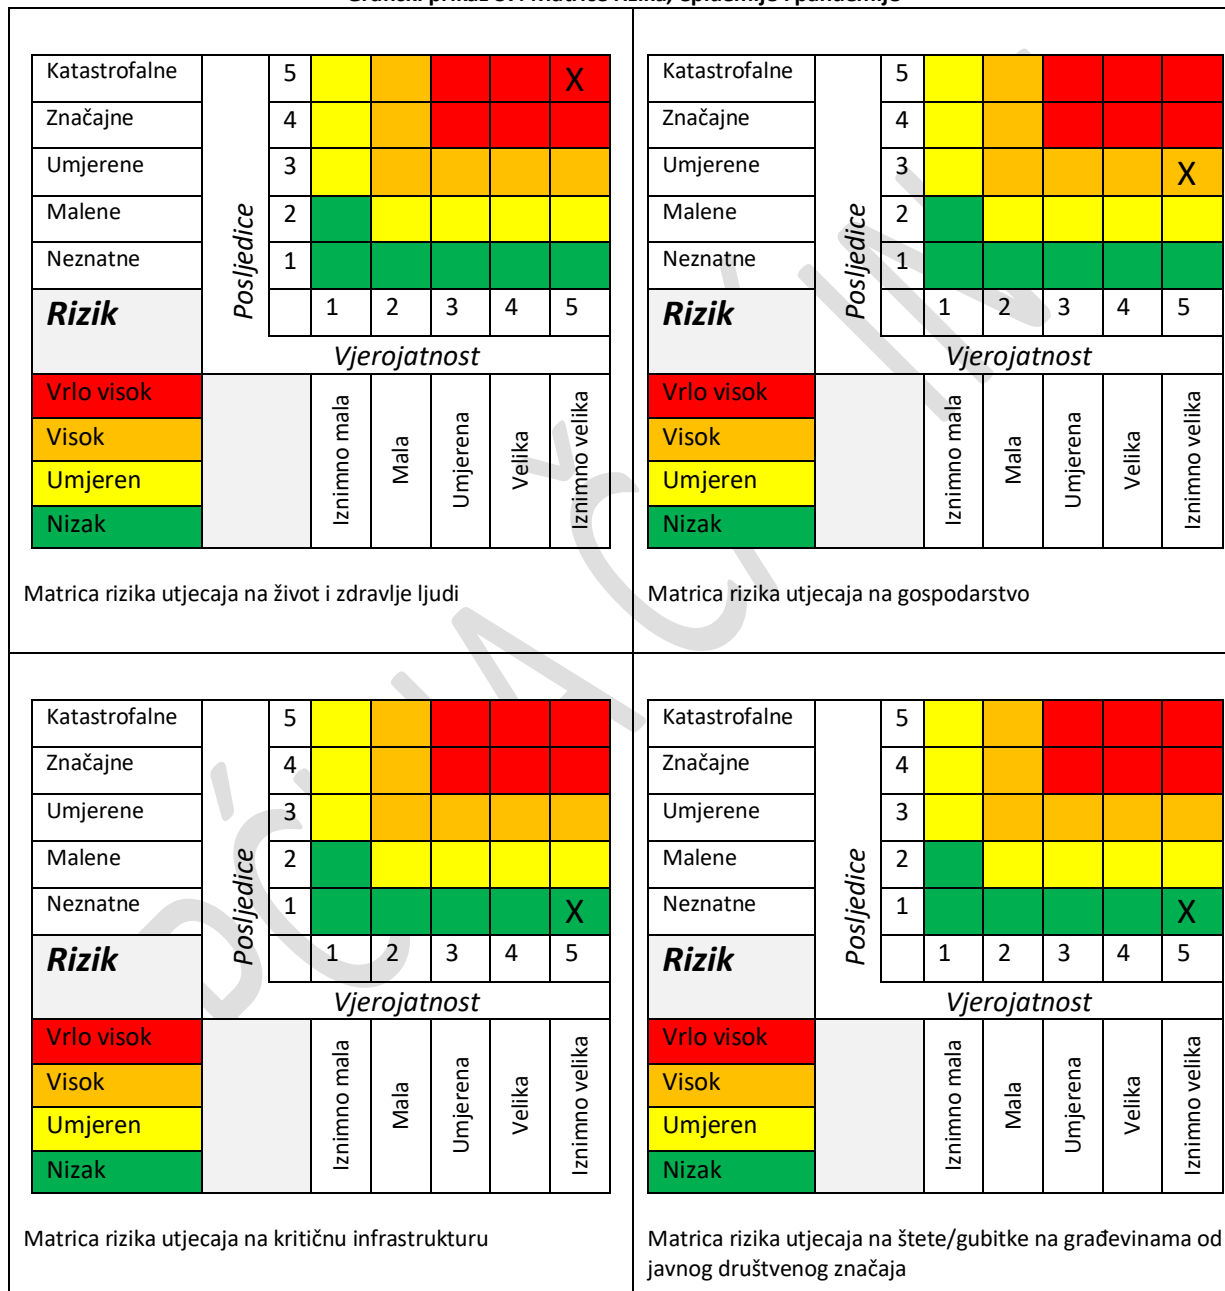 Grafički prikaz Matrice rizika, epidemije i pandemije
Katastrofalne 5 X
Značajne 4
Umjerene 3
Malene 2
Neznatne 1
Posljedice
Rizik 1 2 3 4 5
Vjerojatnost
Vrlo visok
Visok
Umjeren
Nizak
Iznimno mala
Mala
Umjerena
Velika
Iznimno velika
Matrica rizika utjecaja na život i zdravlje ljudi
Katastrofalne 5
Značajne 4
Umjerene 3 X
Malene 2
Neznatne 1
Posljedice
Rizik 1 2 3 4 5
Vjerojatnost
Vrlo visok
Visok
Umjeren
Nizak
Iznimno mala
Mala
Umjerena
Velika
Iznimno velika
Matrica rizika utjecaja na gospodarstvo
Katastrofalne 5
Značajne 4
Umjerene 3
Malene 2
Neznatne 1 X
Posljedice
Rizik 1 2 3 4 5
Vjerojatnost
Vrlo visok
Visok
Umjeren
Nizak
Iznimno mala
Mala
Umjerena
Velika
Iznimno velika
Matrica rizika utjecaja na kritičnu infrastrukturu
Katastrofalne 5
Značajne 4
Umjerene 3
Malene 2
Neznatne 1 X
Posljedice
Rizik 1 2 3 4 5
Vjerojatnost
Vrlo visok
Visok
Umjeren
Nizak
Iznimno mala
Mala
Umjerena
Velika
Iznimno velika
Matrica rizika utjecaja na štete/gubitke na građevinama od
javnog društvenog značaja